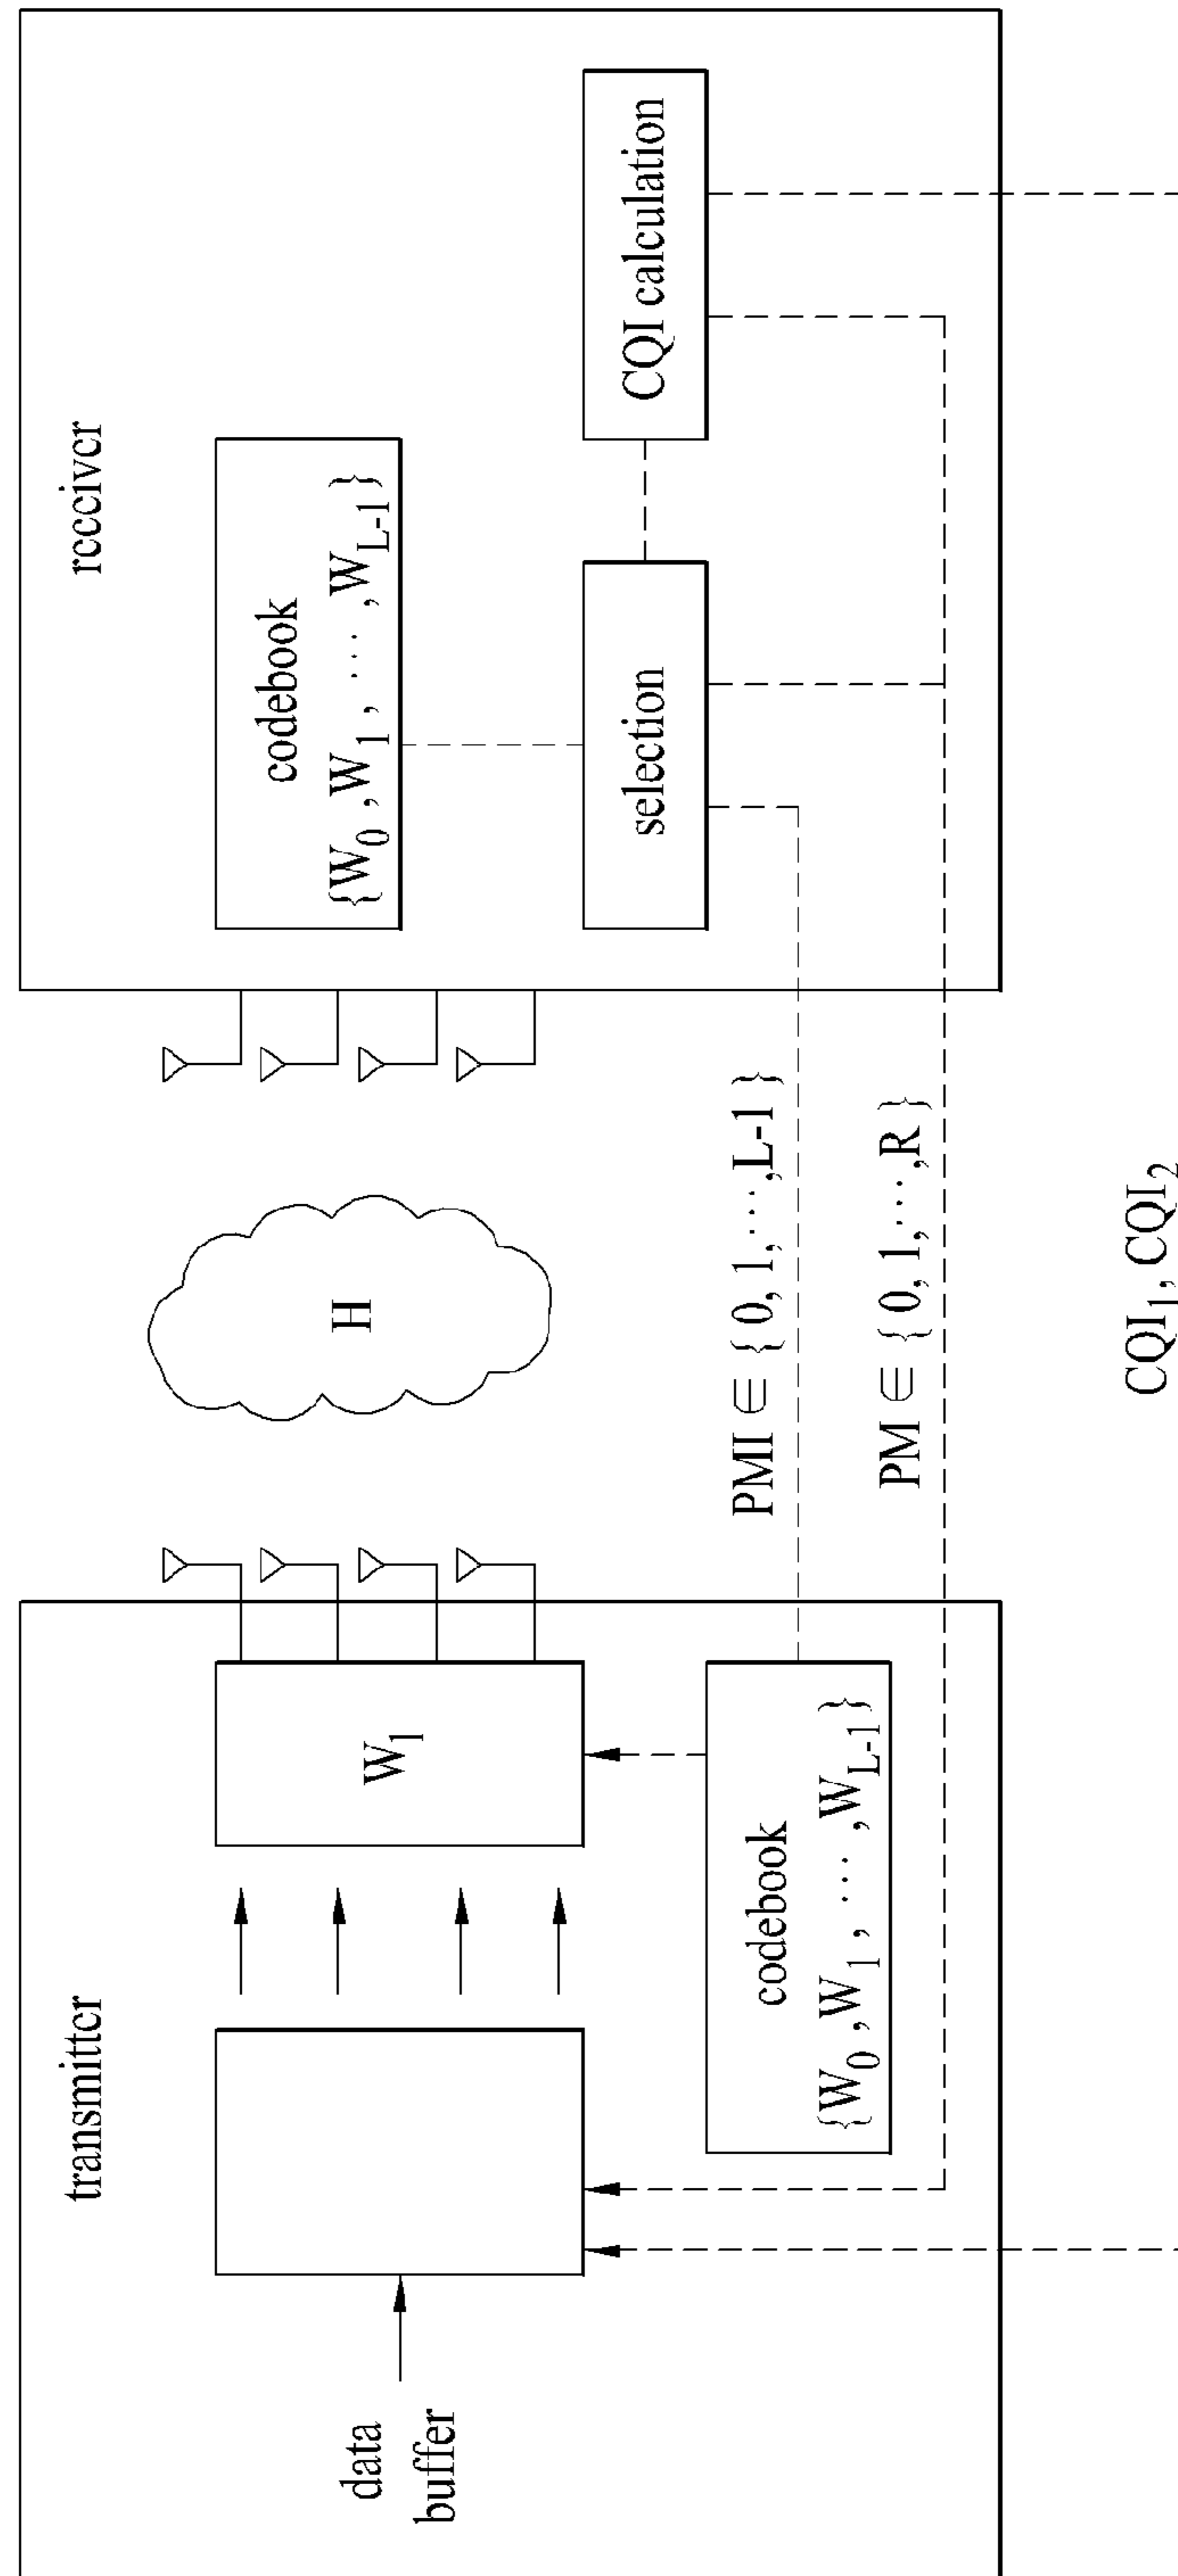 transmitter
data
buffer
W1
codebook
{W0 ,W1 , ⋯ ,WL-1}
H
PMI ∈ { 0, 1,⋯,L-1 }
PM ∈ { 0, 1,⋯,R }
CQI1, CQI2
receiver
codebook
{W0 ,W1 , ⋯ ,WL-1}
selection
CQI calculation